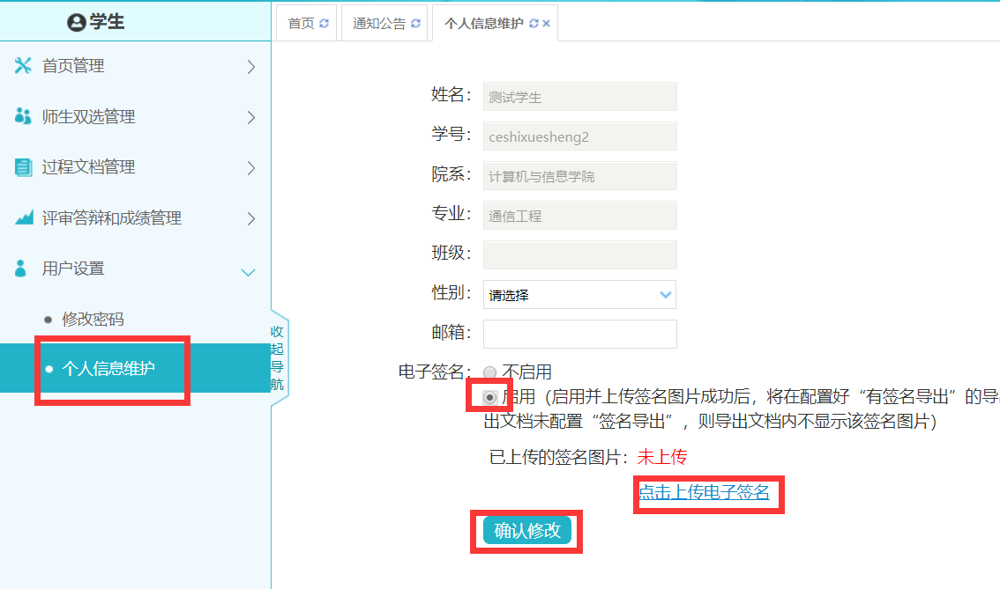 学生
首页
通知公告
个人信息维护
首页管理
师生双选管理
过程文档管理
评审答辩和成绩管理
用户设置
修改密码
个人信息维护
收起导航
姓名：
测试学生
学号：
ceshixuesheng2
院系：
计算机与信息学院
专业：
通信工程
班级：
性别：
请选择
邮箱：
电子签名：
不启用
启用（启用并上传签名图片成功后，将在配置好“有签名导出”的导
出文档未配置“签名导出”，则导出文档内不显示该签名图片)
已上传的签名图片：未上传
点击上传电子签名
确认修改